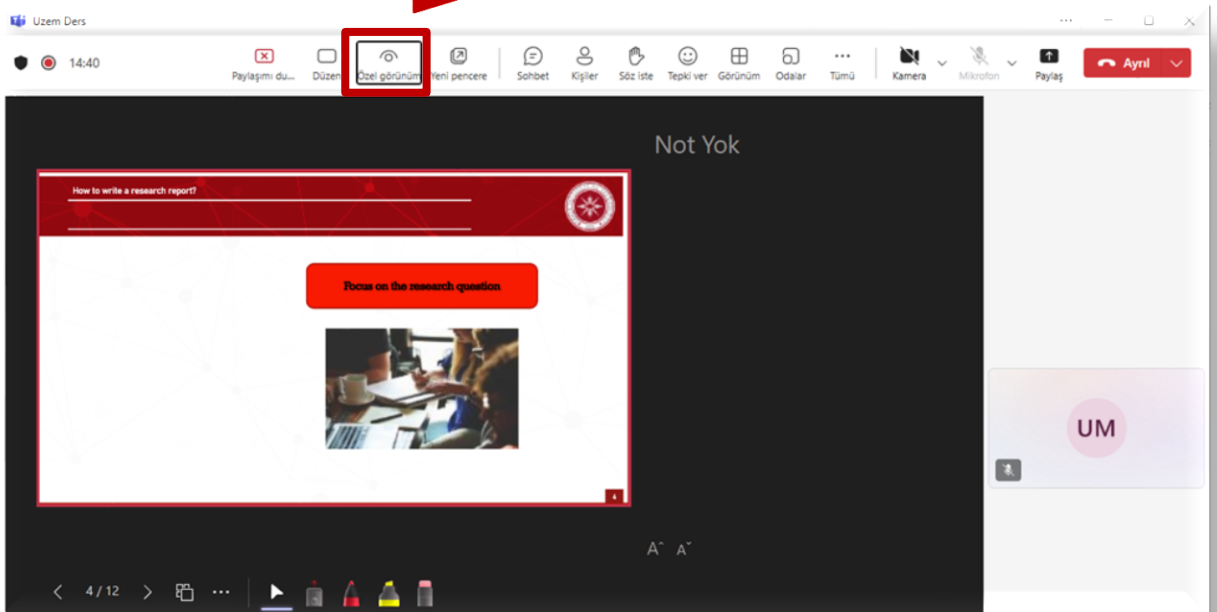 Uzem Ders
14:40
Paylaşımı du...
Düzen
Özel görünüm
Yeni pencere
Sohbet
Kişiler
Söz iste
Tepki ver
Görünüm
Odalar
Tümü
Kamera
Mikrofon
Paylaş
Ayrıl
Not Yok
How to write a research report?
Focus on the research question
4
UM
A^ Aˇ
4 / 12